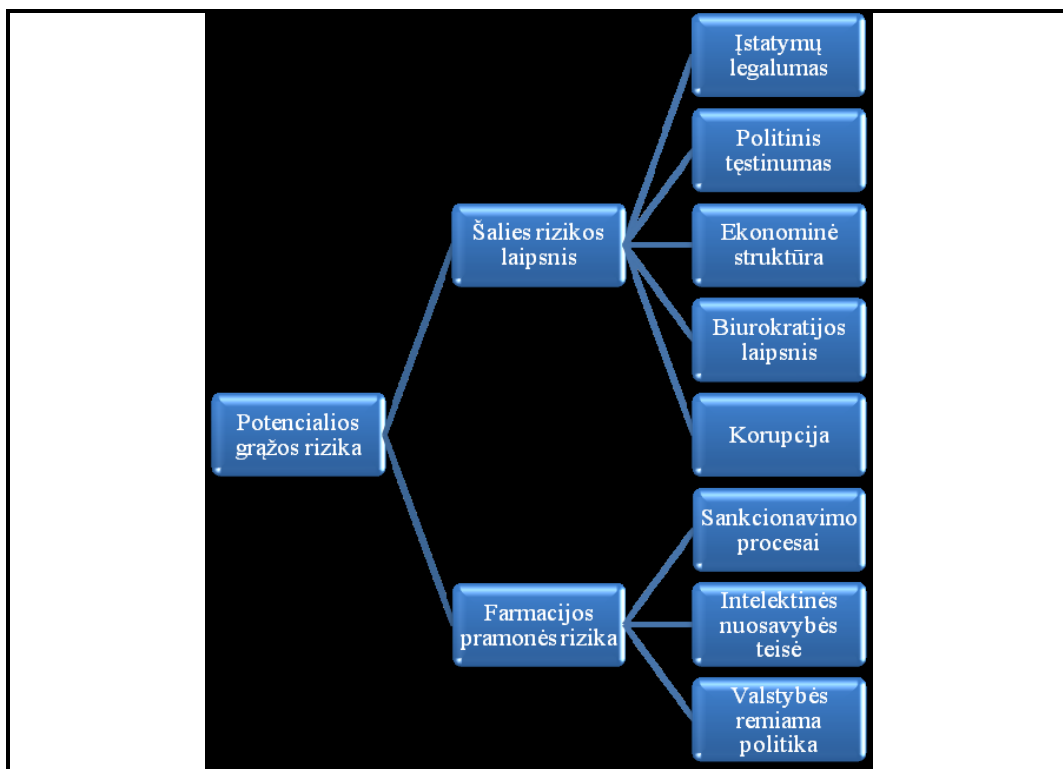 Įstatymų
legalumas
Politinis
tęstinumas
Šalies rizikos
laipsnis
Ekonominė
struktūra
Biurokratijos
laipsnis
Potencialios
grąžos rizika
Korupcija
Sankcionavimo
procesai
Farmacijos
pramonės rizika
Intelektinės
nuosavybės
teisė
Valstybės
remiama
politika